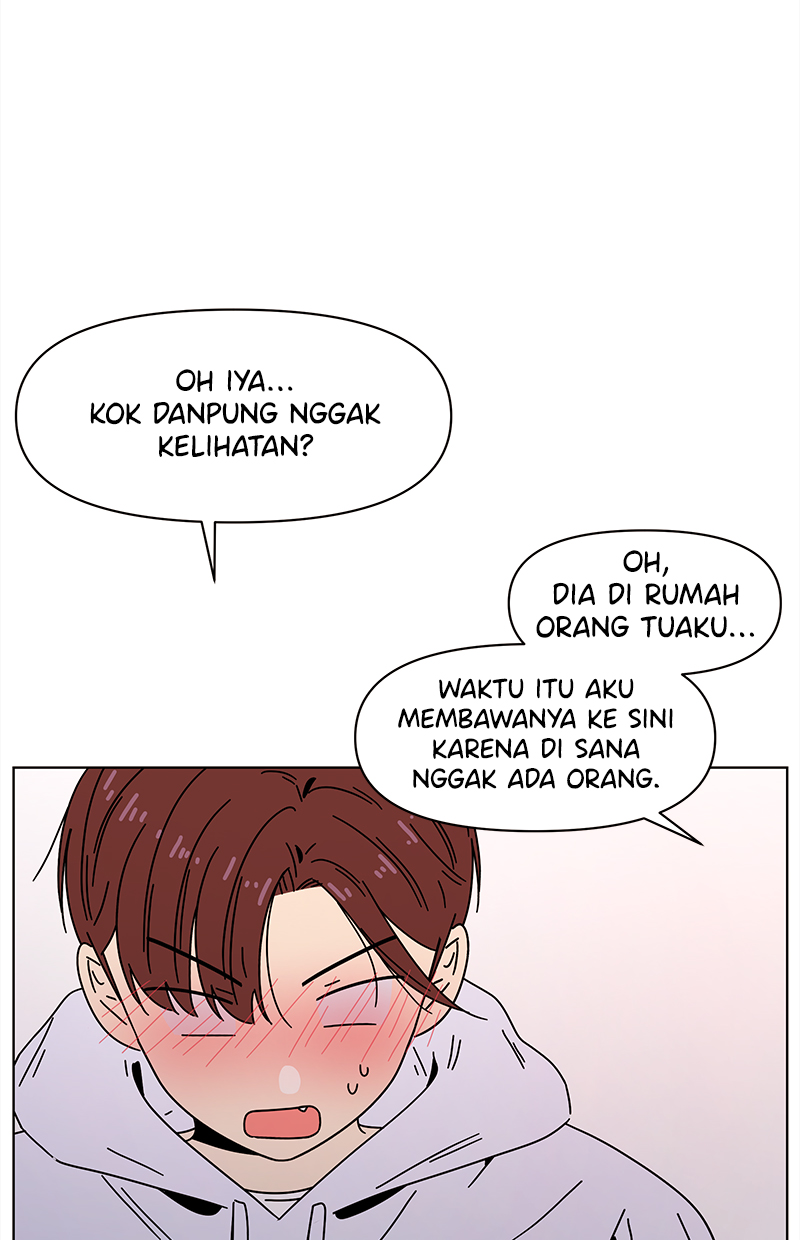 OH IYA...
KOK DANPUNG NGGAK
KELIHATAN?
OH,
DIA DI RUMAH
ORANG TUAKU...
WAKTU ITU AKU
MEMBAWANYA KE SINI
KARENA DI SANA
NGGAK ADA ORANG.